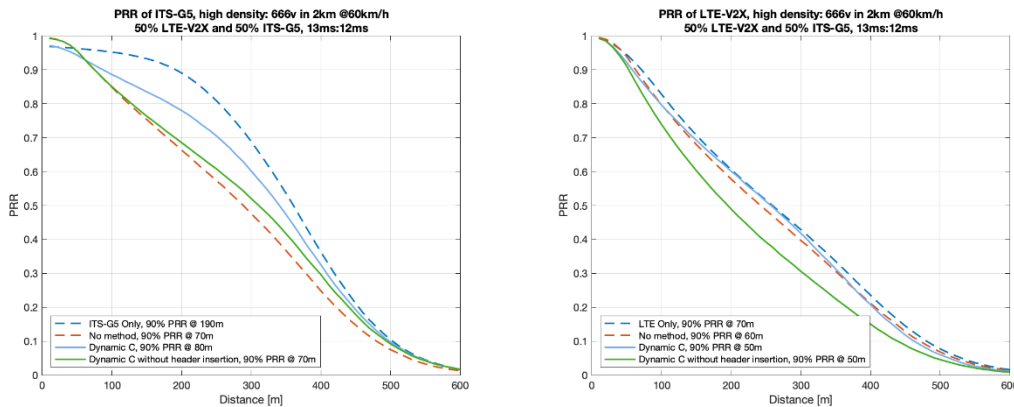 PRR of ITS-G5, high density: 666v in 2km @60km/h
50% LTE-V2X and 50% ITS-G5, 13ms:12ms
1
0.9
0.8
0.7
0.6
0.5
0.4
0.3
0.2
0.1
0
PRR
ITS-G5 Only, 90% PRR @ 190m
No method, 90% PRR @ 70m
Dynamic C, 90% PRR @ 80m
Dynamic C without header insertion, 90% PRR @ 70m
0 100 200 300 400 500 600
Distance [m]
PRR of LTE-V2X, high density: 666v in 2km @60km/h
50% LTE-V2X and 50% ITS-G5, 13ms:12ms
1
0.9
0.8
0.7
0.6
0.5
0.4
0.3
0.2
0.1
0
PRR
LTE Only, 90% PRR @ 70m
No method, 90% PRR @ 60m
Dynamic C, 90% PRR @ 50m
Dynamic C without header insertion, 90% PRR @ 50m
0 100 200 300 400 500 600
Distance [m]